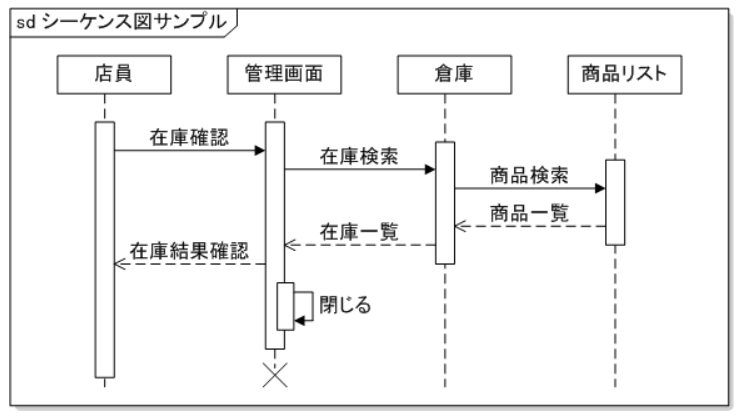 sd シーケンス図サンプル
店員
管理画面
倉庫
商品リスト
在庫確認
在庫検索
商品検索
商品一覧
在庫一覧
在庫結果確認
閉じる